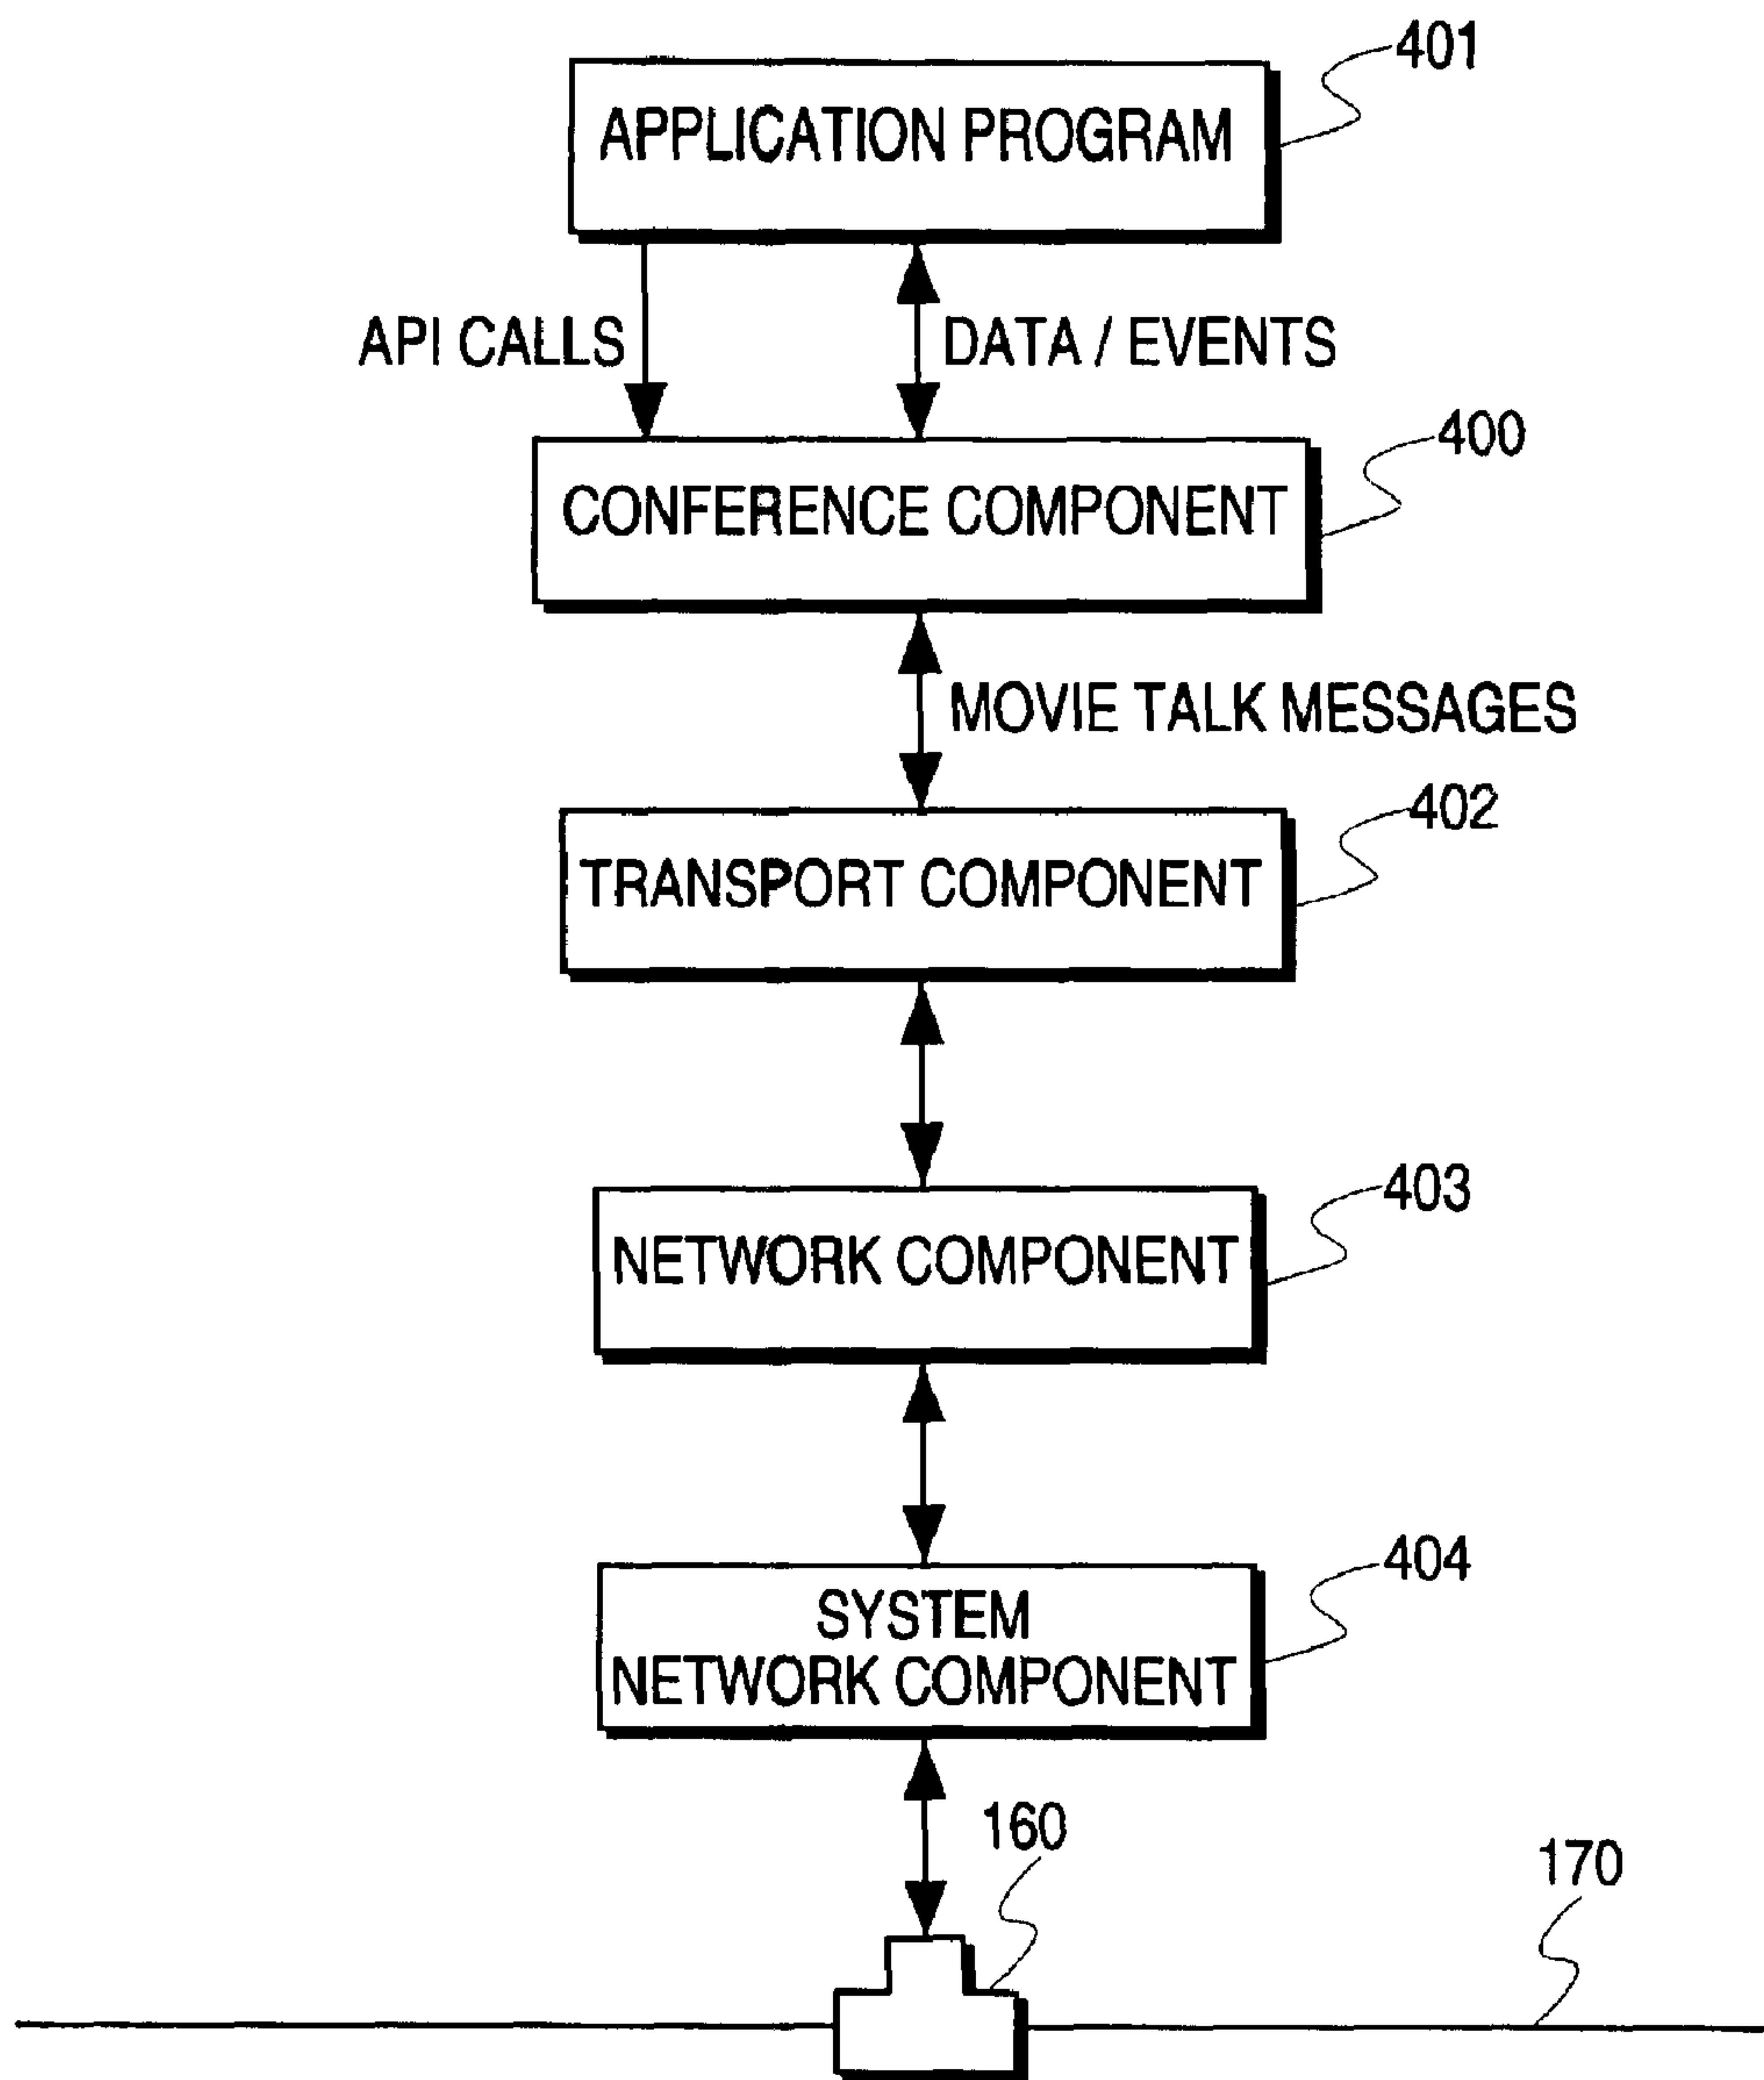 401
APPLICATION PROGRAM
API CALLS
DATA / EVENTS
400
CONFERENCE COMPONENT
MOVIE TALK MESSAGES
402
TRANSPORT COMPONENT
403
NETWORK COMPONENT
404
SYSTEM
NETWORK COMPONENT
160
170